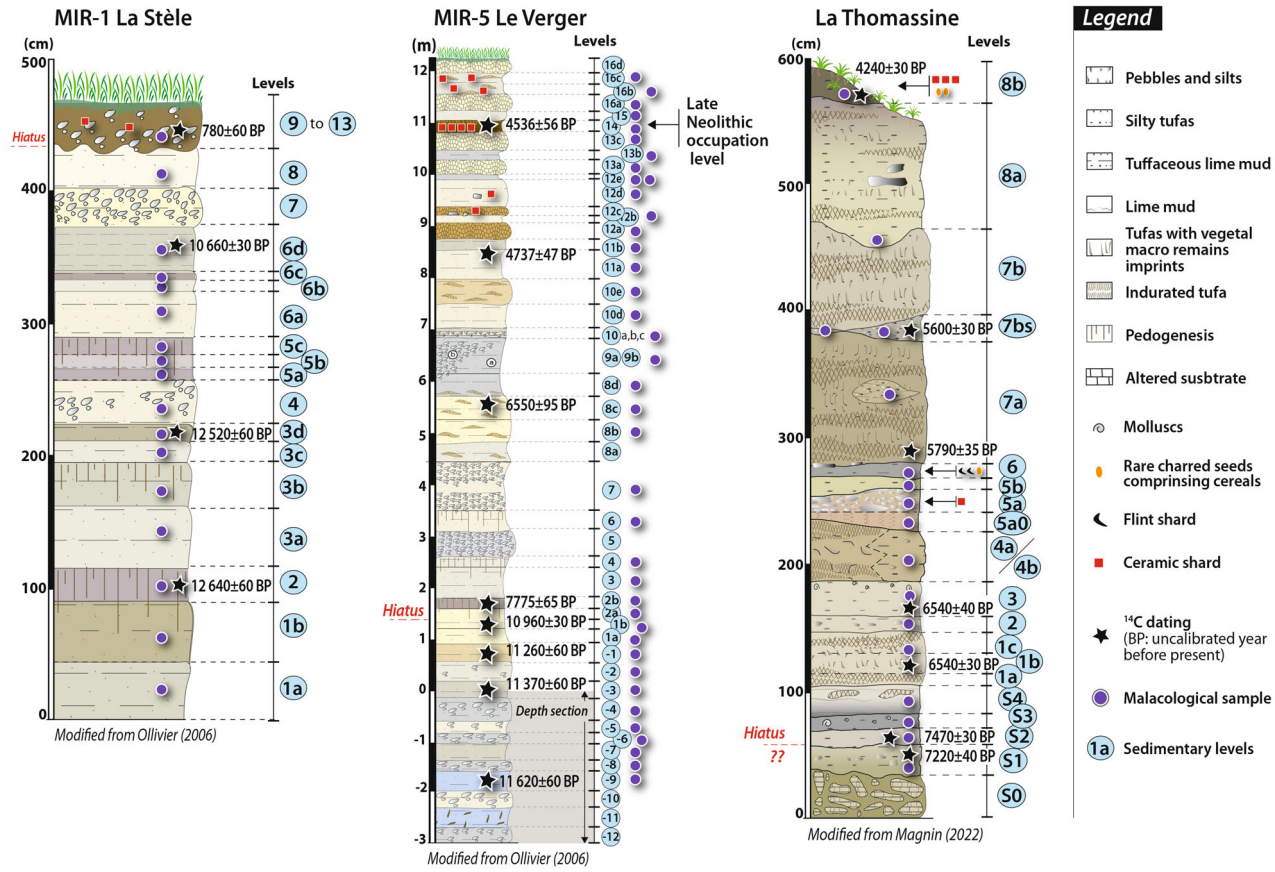 MIR-1 La Stèle
(cm)
500
Levels
Hiatus
780±60 BP
9 to 13
8
400
7
10 660±30 BP
6d
6c
6b
300
6a
5c
5b
5a
4
12 520±60 BP
3d
200
3c
3b
3a
100
12 640±60 BP
2
1b
1a
0
Modified from Ollivier (2006)
MIR-5 Le Verger
(m)
Levels
12
16d
16c
16b
16a
15
11
4536±56 BP
14
Late
Neolithic
occupation
level
13c
13b
10
13a
12e
12d
12c
12b
9
12a
4737±47 BP
11b
11a
8
10e
10d
7
10 a,b,c
b
a
9a
9b
6
8d
6550±95 BP
8c
5
8b
8a
4
7
6
3
5
4
3
2
7775±65 BP
2b
Hiatus
2a
10 960±30 BP
1b
1
1a
11 260±60 BP
-1
-2
0
11 370±60 BP
-3
Depth section
-4
-5
-1
-6
-7
-8
11 620±60 BP
-9
-2
-10
-11
-3
-12
Modified from Ollivier (2006)
La Thomassine
(cm)
Levels
600
4240±30 BP
8b
500
8a
7b
400
5600±30 BP
7bs
7a
300
5790±35 BP
6
5b
5a
5a0
4a
4b
200
3
6540±40 BP
2
1c
1b
6540±30 BP
1a
100
S4
S3
Hiatus
??
7470±30 BP
S2
7220±40 BP
S1
S0
0
Modified from Magnin (2022)
Legend
Pebbles and silts
Silty tufas
Tuffaceous lime mud
Lime mud
Tufas with vegetal
macro remains
imprints
Indurated tufa
Pedogenesis
Altered susbtrate
Molluscs
Rare charred seeds
comprinsing cereals
Flint shard
Ceramic shard
¹⁴C dating
(BP: uncalibrated year
before present)
Malacological sample
1a Sedimentary levels